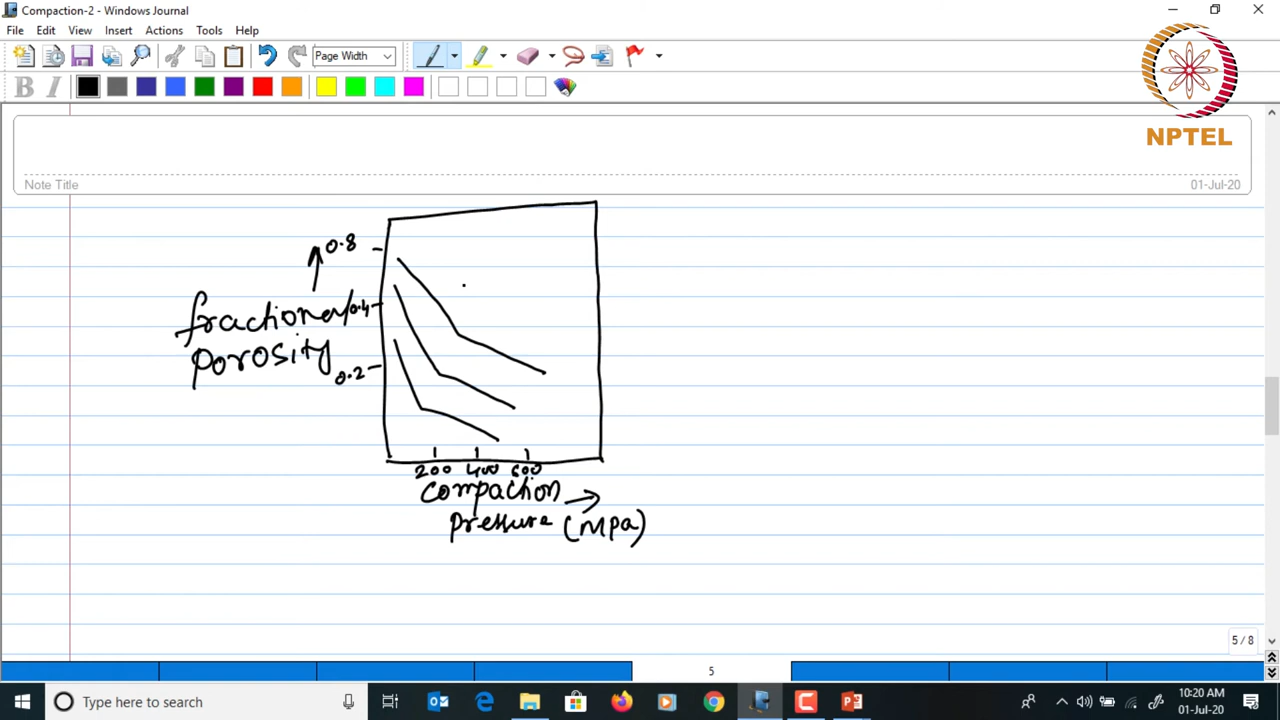 Compaction-2 - Windows Journal
File Edit View Insert Actions Tools Help
Page Width
B I
NPTEL
Note Title
01-Jul-20
0.8
fractional
0.4
porosity
0.2
200 400 600
Compaction
Pressure (MPa)
5 / 8
5
Type here to search
10:20 AM
01-Jul-20